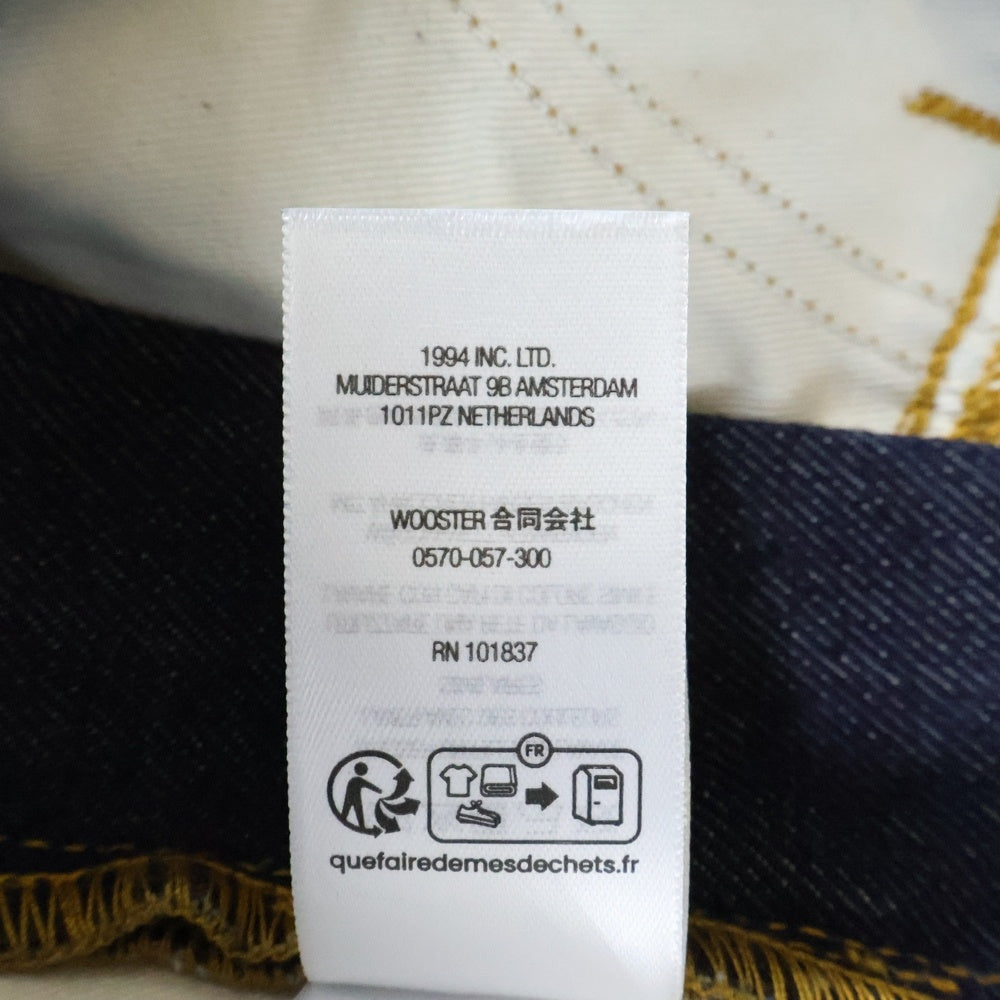 1994 INC. LTD.
MUIDERSTRAAT 9B AMSTERDAM
1011PZ NETHERLANDS
WOOSTER 合同会社
0570-057-300
RN 101837
FR
quefairedemesdechets.fr